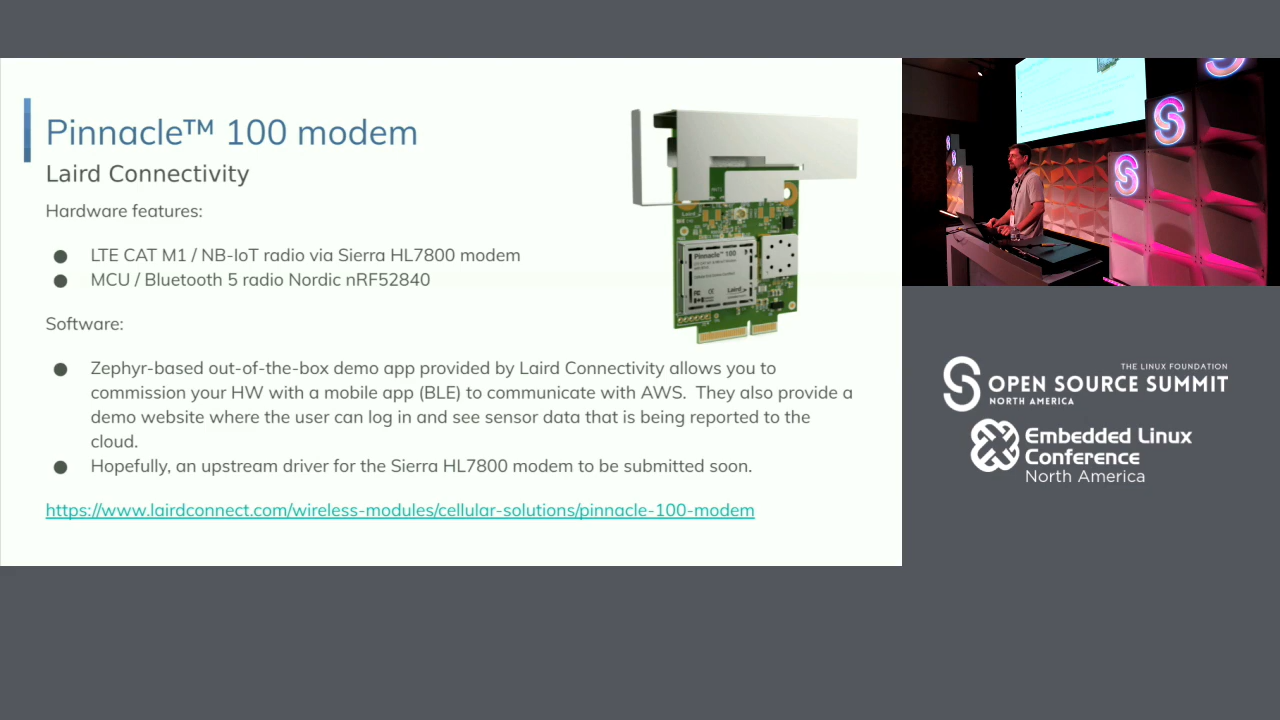 Pinnacle™ 100 modem
Laird Connectivity
Hardware features:
● LTE CAT M1 / NB-IoT radio via Sierra HL7800 modem
● MCU / Bluetooth 5 radio Nordic nRF52840
Software:
● Zephyr-based out-of-the-box demo app provided by Laird Connectivity allows you to
commission your HW with a mobile app (BLE) to communicate with AWS. They also provide a
demo website where the user can log in and see sensor data that is being reported to the
cloud.
● Hopefully, an upstream driver for the Sierra HL7800 modem to be submitted soon.
https://www.lairdconnect.com/wireless-modules/cellular-solutions/pinnacle-100-modem
Pinnacle™ 100
Laird
THE LINUX FOUNDATION
OPEN SOURCE SUMMIT
NORTH AMERICA
Embedded Linux
Conference
North America